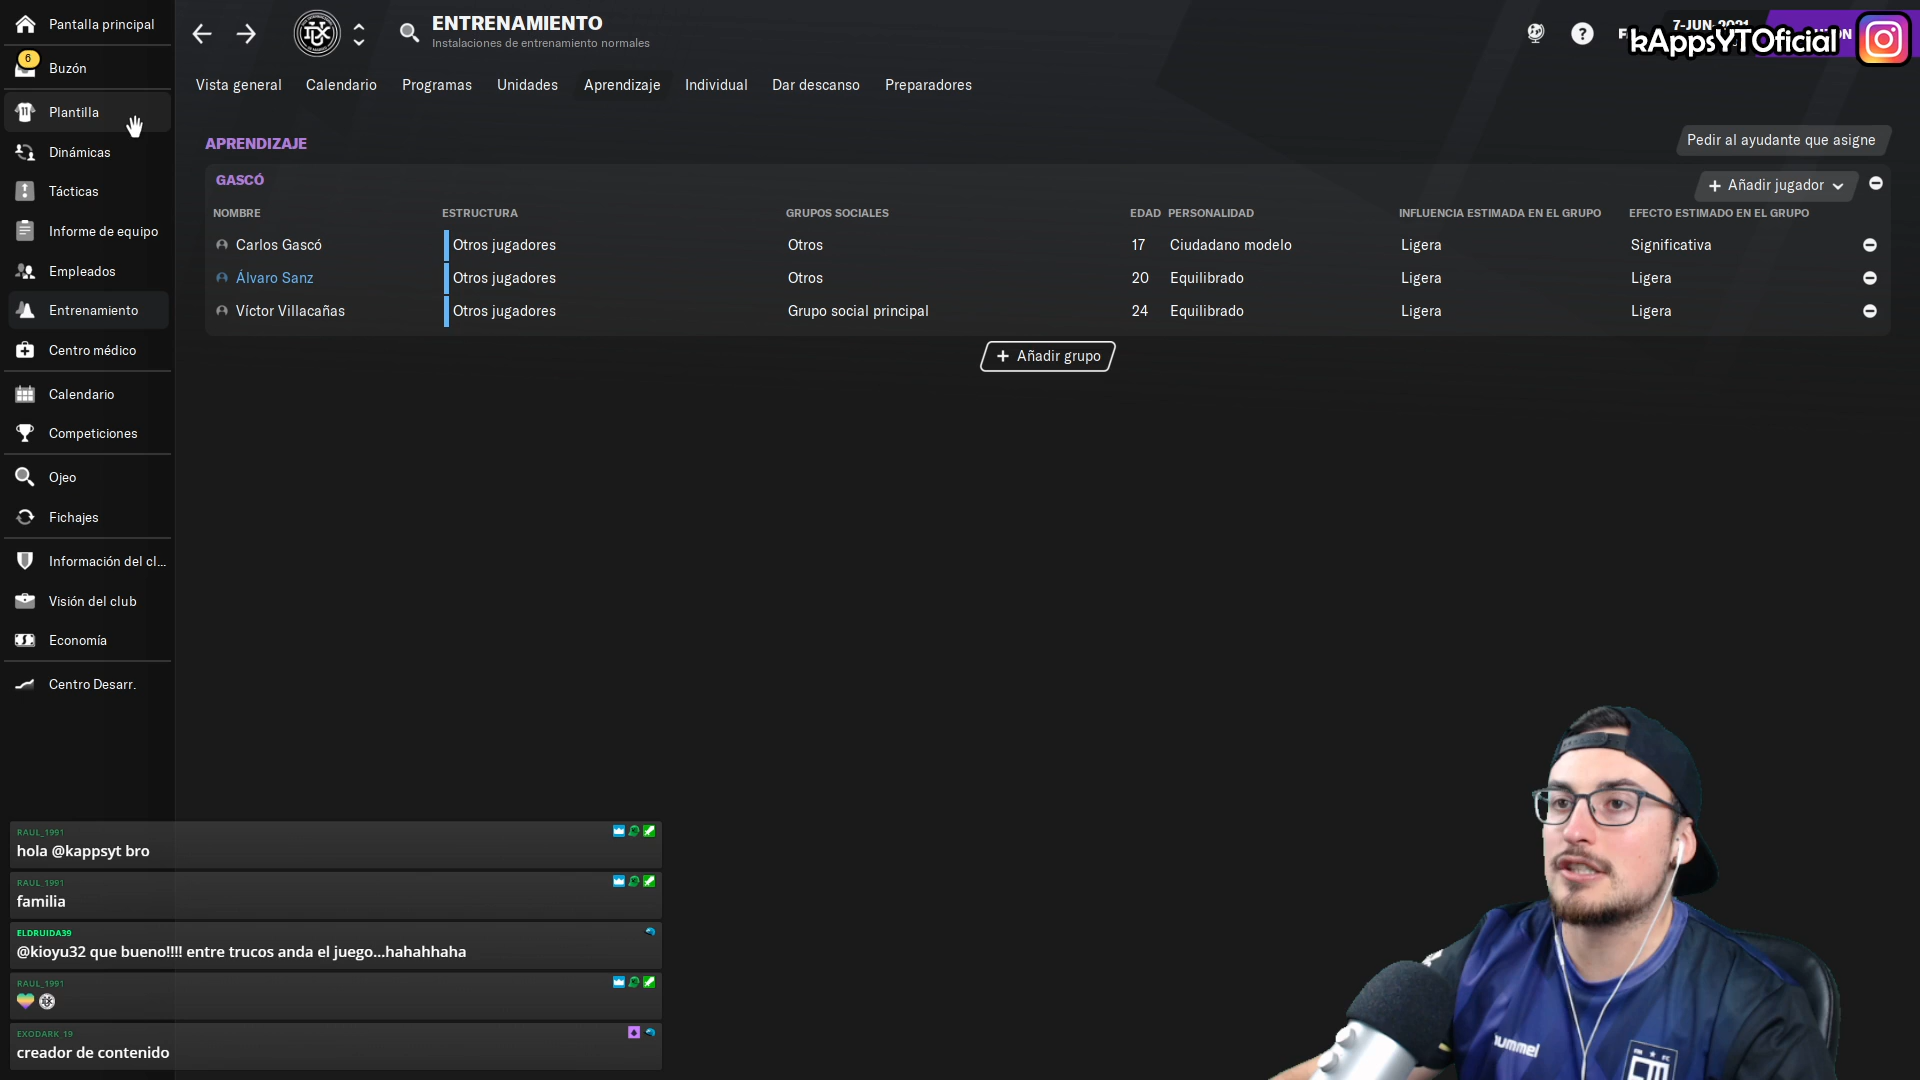 Pantalla principal
6
Buzón
Plantilla
Dinámicas
Tácticas
Informe de equipo
Empleados
Entrenamiento
Centro médico
Calendario
Competiciones
Ojeo
Fichajes
Información del cl...
Visión del club
Economía
Centro Desarr.
ENTRENAMIENTO
Instalaciones de entrenamiento normales
7-JUN-2021
kAppsYTOficial
Vista general Calendario Programas Unidades Aprendizaje Individual Dar descanso Preparadores
APRENDIZAJE
Pedir al ayudante que asigne
GASCÓ
Añadir jugador
NOMBRE ESTRUCTURA GRUPOS SOCIALES EDAD PERSONALIDAD INFLUENCIA ESTIMADA EN EL GRUPO EFECTO ESTIMADO EN EL GRUPO
Carlos Gascó Otros jugadores Otros 17 Ciudadano modelo Ligera Significativa
Álvaro Sanz Otros jugadores Otros 20 Equilibrado Ligera Ligera
Víctor Villacañas Otros jugadores Grupo social principal 24 Equilibrado Ligera Ligera
Añadir grupo
RAUL_1991
hola @kappsyt bro
RAUL_1991
familia
ELDRUIDA39
@kioyu32 que bueno!!!! entre trucos anda el juego...hahahhaha
RAUL_1991
EXODARK_19
creador de contenido
hummel